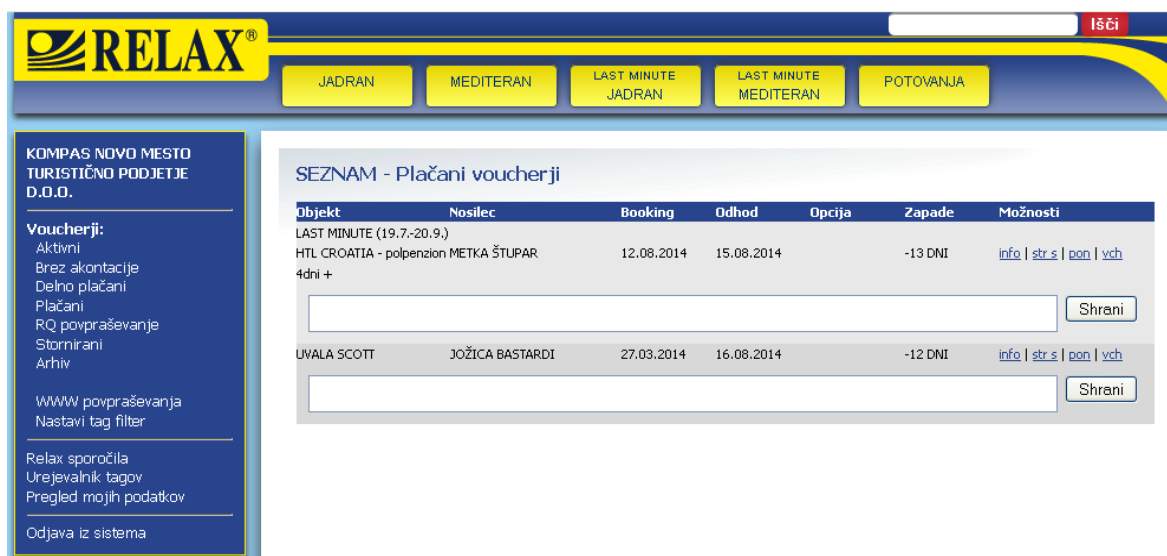 RELAX®
Išči
JADRAN
MEDITERAN
LAST MINUTE
JADRAN
LAST MINUTE
MEDITERAN
POTOVANJA
KOMPAS NOVO MESTO
TURISTIČNO PODJETJE
D.O.O.
Voucherji:
Aktivni
Brez akontacije
Delno plačani
Plačani
RQ povpraševanje
Stornirani
Arhiv
WWW povpraševanja
Nastavi tag filter
Relax sporočila
Urejevalnik tagov
Pregled mojih podatkov
Odjava iz sistema
SEZNAM - Plačani voucherji
Objekt Nosilec Booking Odhod Opcija Zapade Možnosti
LAST MINUTE (19.7.-20.9.)
HTL CROATIA - polpenzion METKA ŠTUPAR 12.08.2014 15.08.2014 -13 DNI info | str s | pon | vch
4dni +
Shrani
UVALA SCOTT JOŽICA BASTARDI 27.03.2014 16.08.2014 -12 DNI info | str s | pon | vch
Shrani